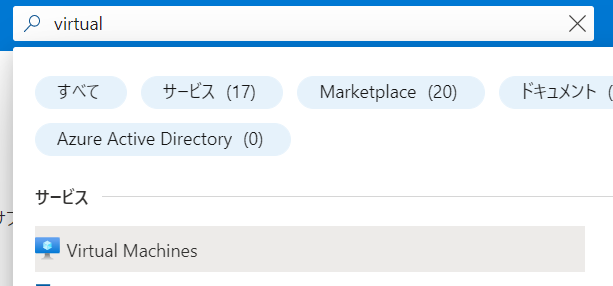 virtual
すべて サービス (17) Marketplace (20) ドキュメント (
Azure Active Directory (0)
サービス
Virtual Machines